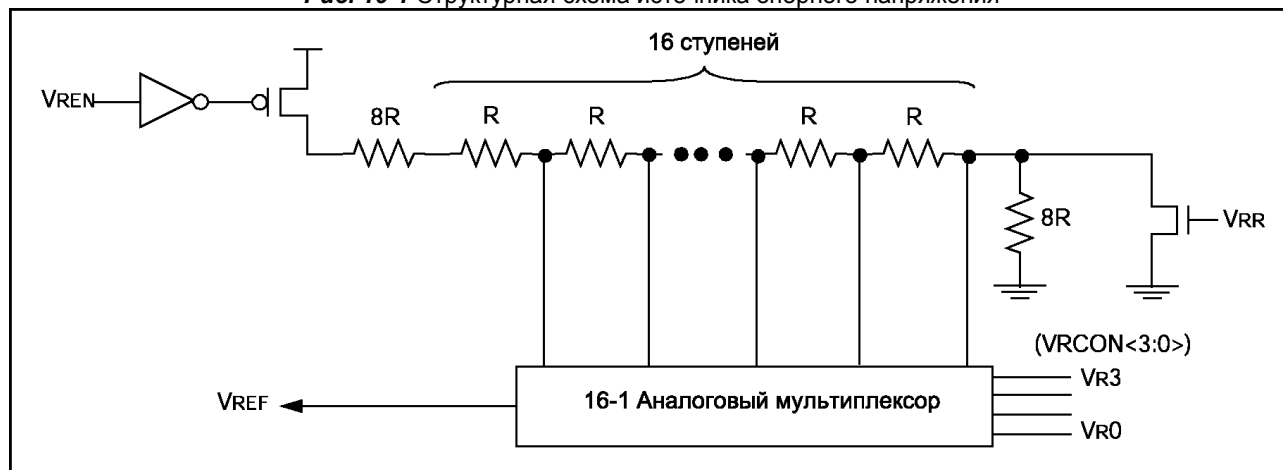 16 ступеней
VREN
8R
R
R
R
R
8R
VRR
(VRCON<3:0>)
VR3
VREF
16-1 Аналоговый мультиплексор
VR0